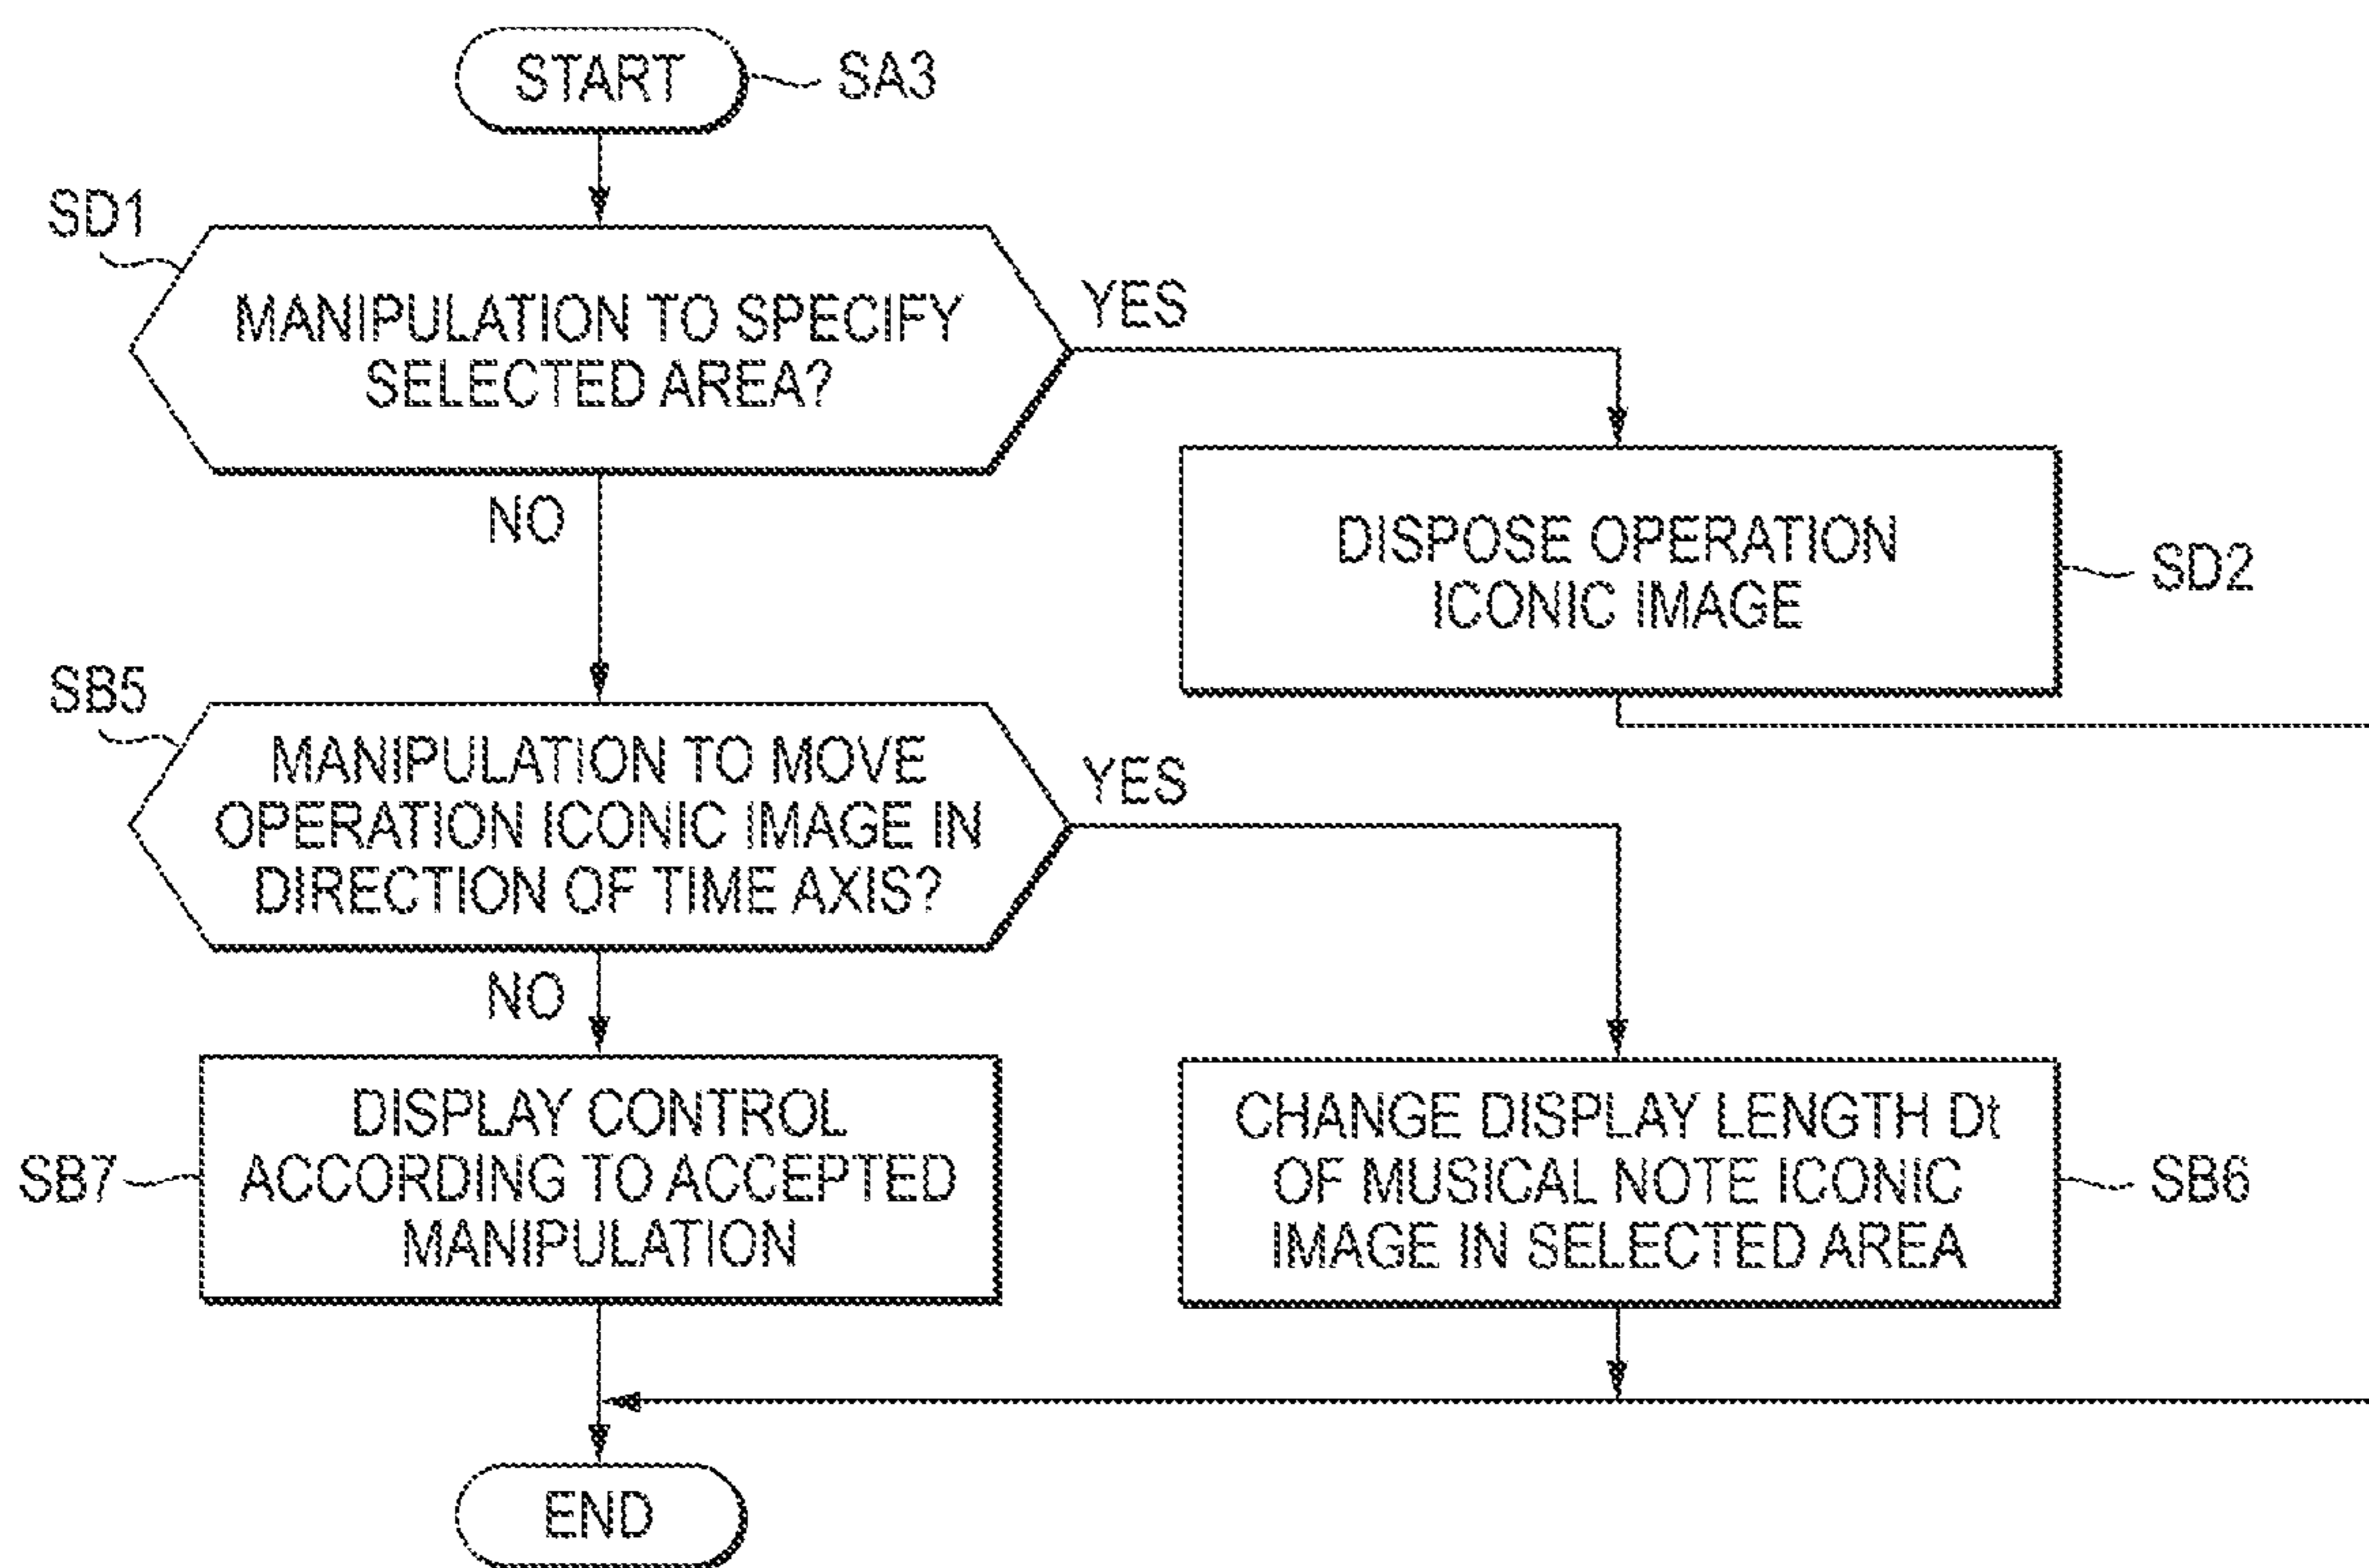 START
SA3
SD1
MANIPULATION TO SPECIFY
SELECTED AREA?
YES
NO
DISPOSE OPERATION
ICONIC IMAGE
SD2
SB5
MANIPULATION TO MOVE
OPERATION ICONIC IMAGE IN
DIRECTION OF TIME AXIS?
YES
NO
DISPLAY CONTROL
ACCORDING TO ACCEPTED
MANIPULATION
SB7
CHANGE DISPLAY LENGTH Dt
OF MUSICAL NOTE ICONIC
IMAGE IN SELECTED AREA
SB6
END